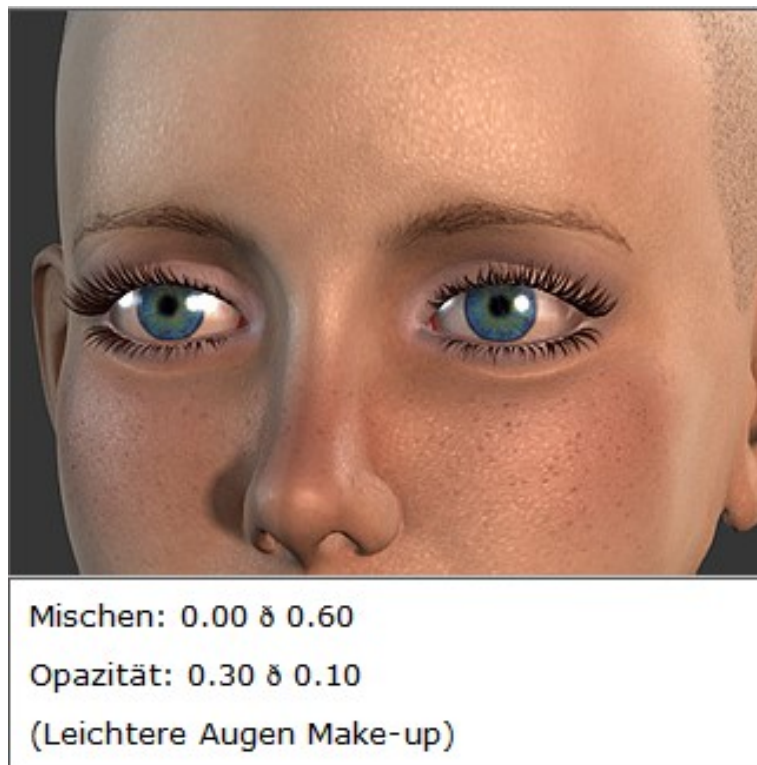 Mischen: 0.00 ð 0.60
Opazität: 0.30 ð 0.10
(Leichtere Augen Make-up)